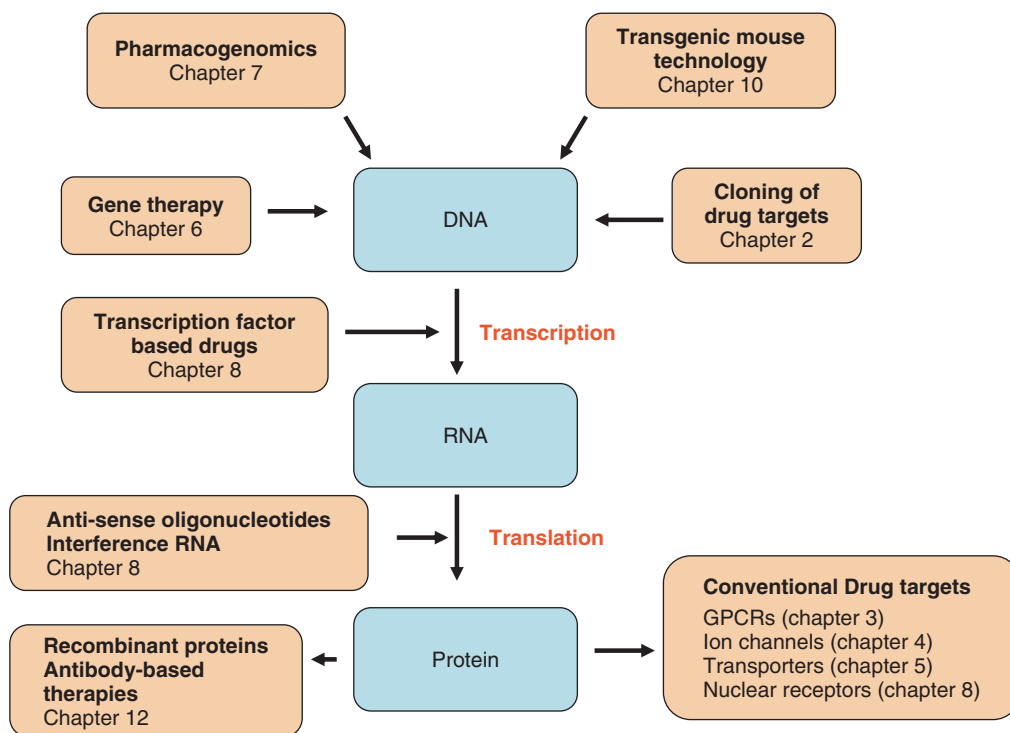 Pharmacogenomics
Chapter 7
Transgenic mouse
technology
Chapter 10
Gene therapy
Chapter 6
DNA
Cloning of
drug targets
Chapter 2
Transcription factor
based drugs
Chapter 8
Transcription
RNA
Anti-sense oligonucleotides
Interference RNA
Chapter 8
Translation
Recombinant proteins
Antibody-based
therapies
Chapter 12
Protein
Conventional Drug targets
GPCRs (chapter 3)
Ion channels (chapter 4)
Transporters (chapter 5)
Nuclear receptors (chapter 8)